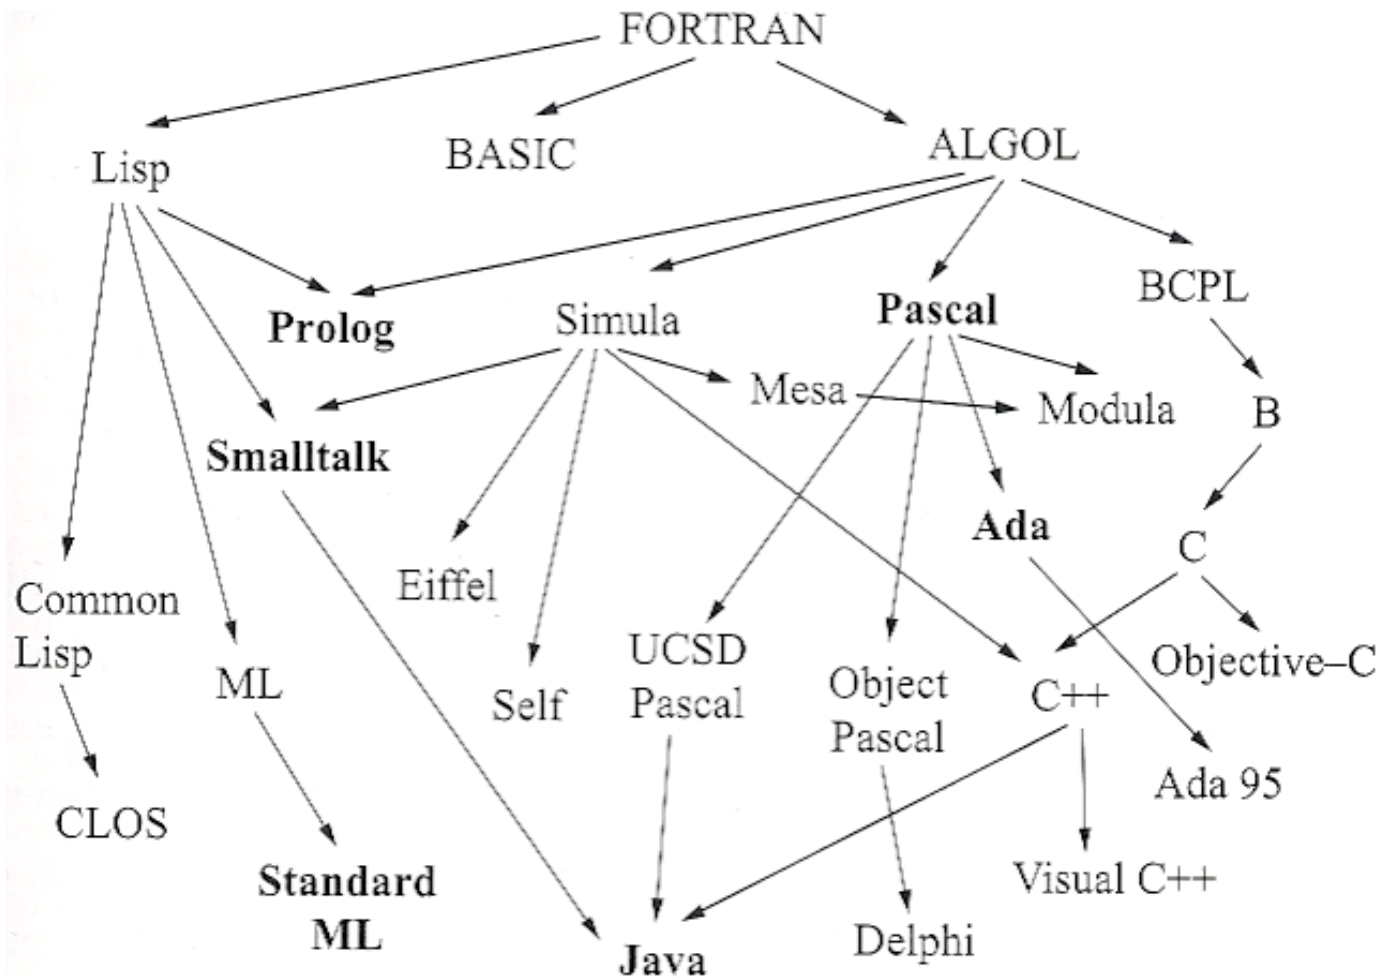 FORTRAN
Lisp
BASIC
ALGOL
Prolog
Simula
Pascal
BCPL
Smalltalk
Mesa
Modula
B
Common
Lisp
ML
Eiffel
Self
UCSD
Pascal
Object
Pascal
Ada
C
C++
Objective–C
CLOS
Standard
ML
Java
Delphi
Visual C++
Ada 95